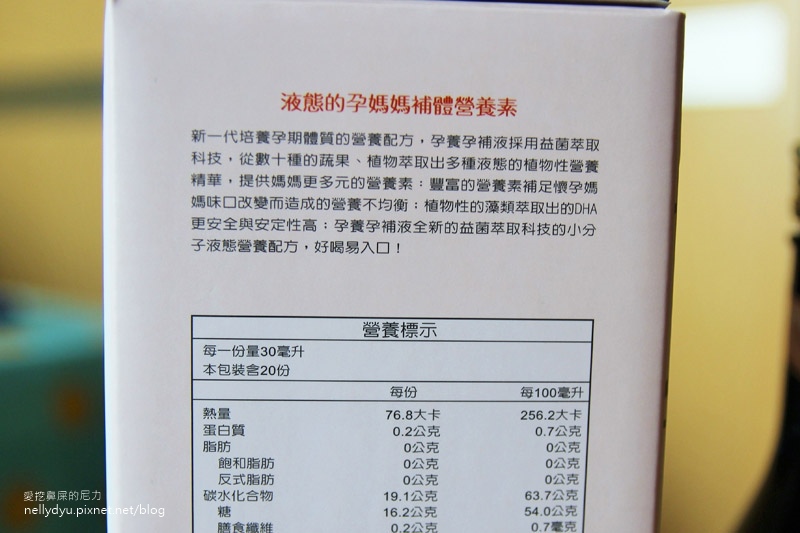 液態的孕媽媽補體營養素
新一代培養孕期體質的營養配方，孕養孕補液採用益菌萃取
科技，從數十種的蔬果、植物萃取出多種液態的植物性營養
精華，提供媽媽更多元的營養素：豐富的營養素補足懷孕媽
媽味口改變而造成的營養不均衡；植物性的藻類萃取出的DHA
更安全與安定性高；孕養孕補液全新的益菌萃取科技的小分
子液態營養配方，好喝易入口！
營養標示
每一份量30毫升
本包裝含20份
每份 每100毫升
熱量 76.8大卡 256.2大卡
蛋白質 0.2公克 0.7公克
脂肪 0公克 0公克
飽和脂肪 0公克 0公克
反式脂肪 0公克 0公克
碳水化合物 19.1公克 63.7公克
糖 16.2公克 54.0公克
膳食纖維 0.2公克 0.7毫克
愛挖鼻屎的尼力
nellydyu.pixnet.net/blog